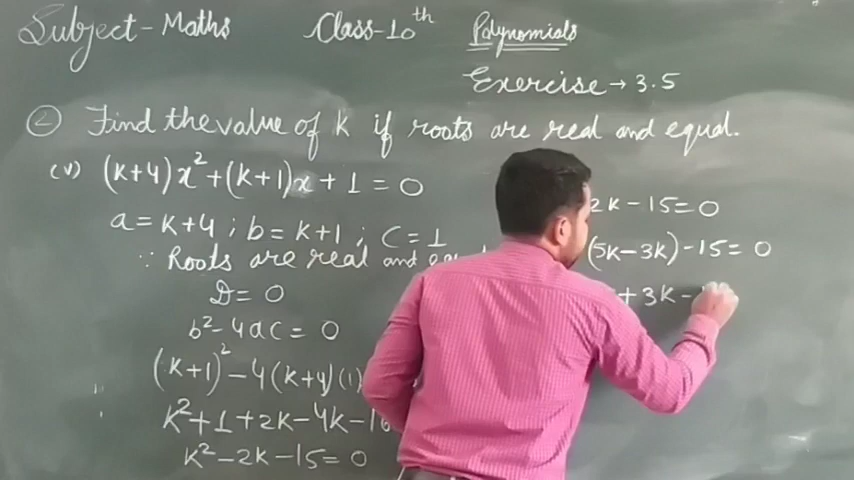 Subject - Maths Class-10th Polynomials
Exercise → 3.5
② Find the value of K if roots are real and equal.
(v) (K+4)x² + (K+1)x + 1 = 0
a = K+4 ; b = K+1 ; C = 1
∵ Roots are real and
D = 0
b² - 4ac = 0
(K+1)² - 4(K+4)(1)
K² + 1 + 2K - 4K - 16
K² - 2K - 15 = 0
2K - 15 = 0
(5K - 3K) - 15 = 0
+ 3K -